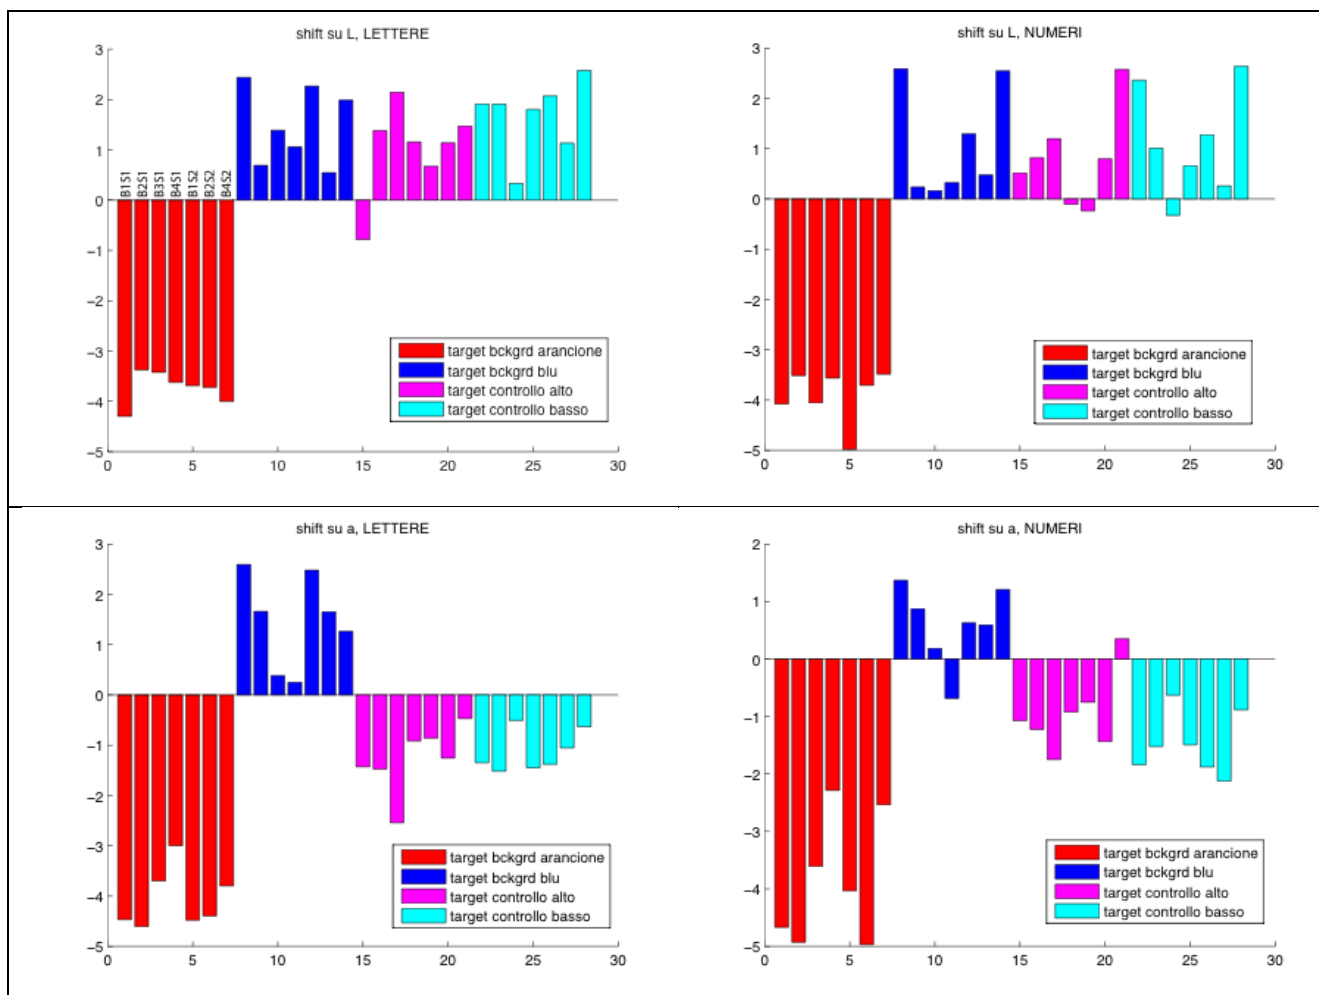 shift su L, LETTERE
3
2
1
0
−1
−2
−3
−4
−5
B1S1
B2S1
B3S1
B4S1
B1S2
B2S2
B4S2
target bckgrd arancione
target bckgrd blu
target controllo alto
target controllo basso
0 5 10 15 20 25 30
shift su L, NUMERI
3
2
1
0
−1
−2
−3
−4
−5
target bckgrd arancione
target bckgrd blu
target controllo alto
target controllo basso
0 5 10 15 20 25 30
shift su a, LETTERE
3
2
1
0
−1
−2
−3
−4
−5
target bckgrd arancione
target bckgrd blu
target controllo alto
target controllo basso
0 5 10 15 20 25 30
shift su a, NUMERI
2
1
0
−1
−2
−3
−4
−5
target bckgrd arancione
target bckgrd blu
target controllo alto
target controllo basso
0 5 10 15 20 25 30